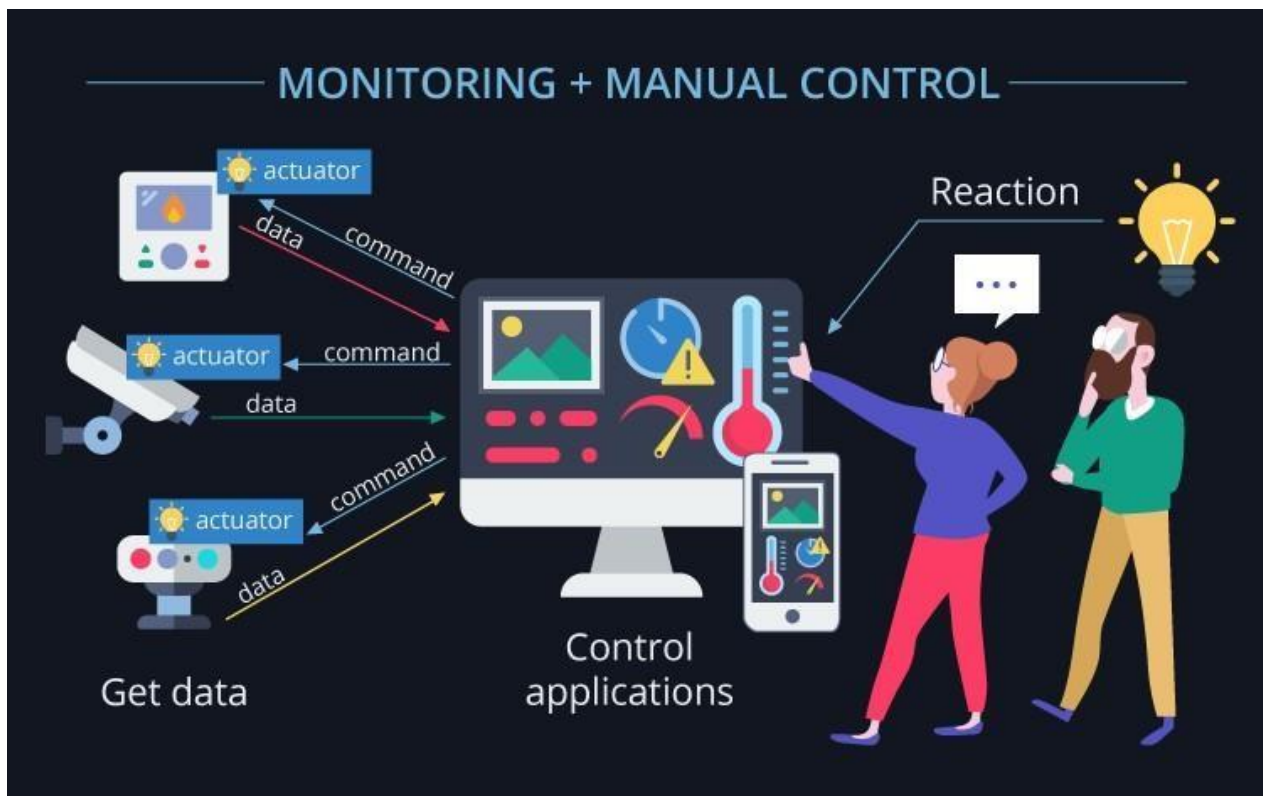 MONITORING + MANUAL CONTROL
actuator
data
command
actuator
command
data
actuator
command
data
Get data
Control
applications
Reaction